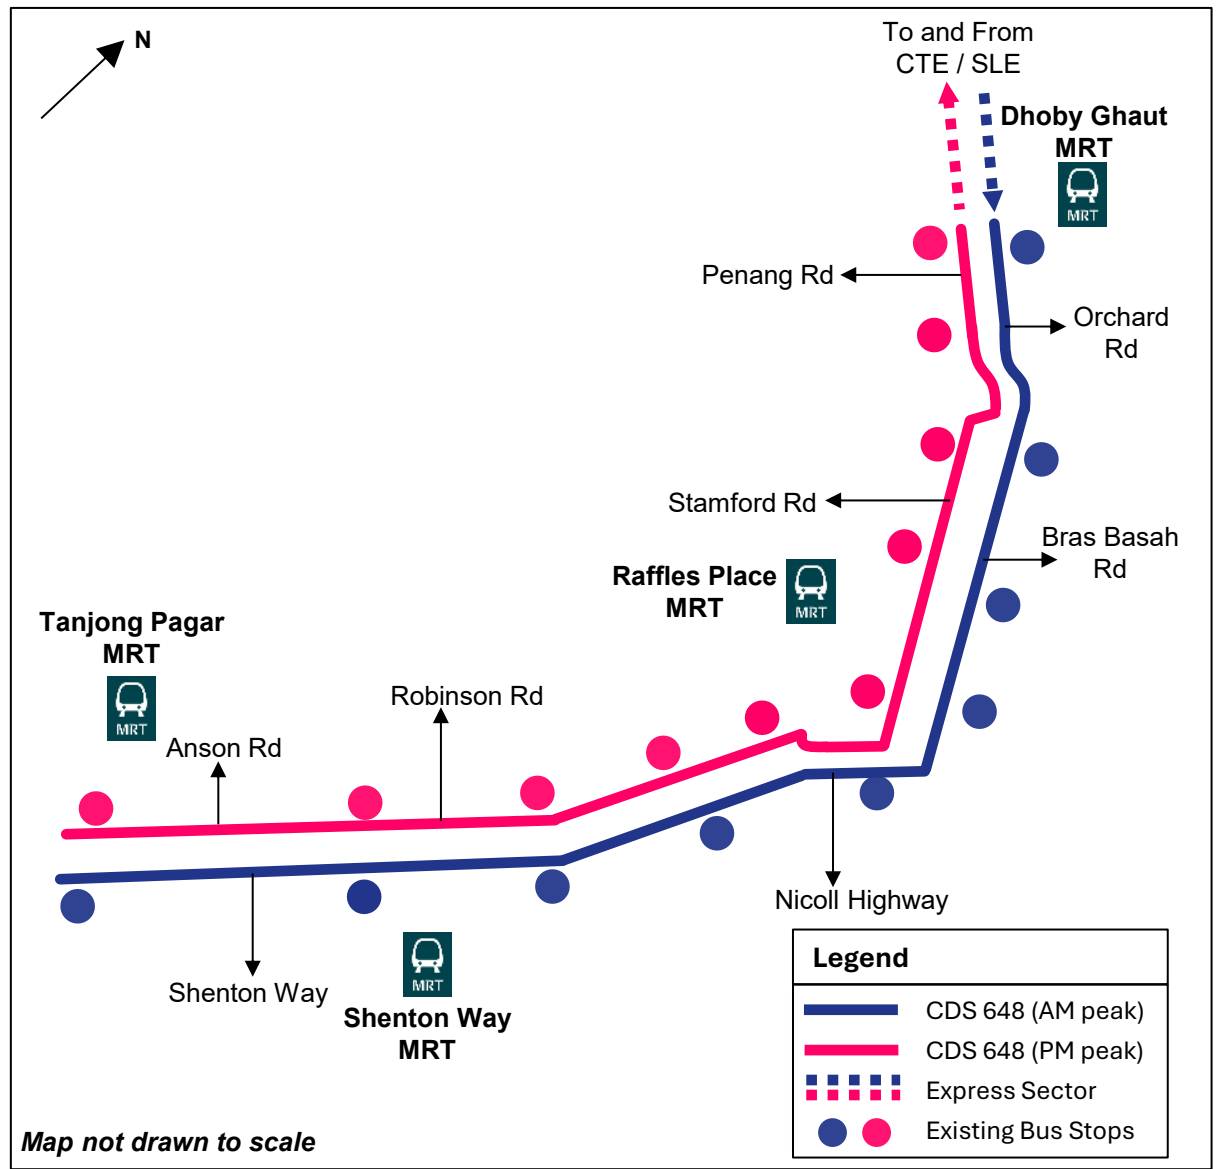 N
To and From
CTE / SLE
Dhoby Ghaut
MRT
MRT
Penang Rd
Orchard
Rd
Stamford Rd
Bras Basah
Rd
Raffles Place
MRT
MRT
Tanjong Pagar
MRT
MRT
Robinson Rd
Anson Rd
Nicoll Highway
Shenton Way
MRT
Shenton Way
MRT
Legend
CDS 648 (AM peak)
CDS 648 (PM peak)
Express Sector
Existing Bus Stops
Map not drawn to scale